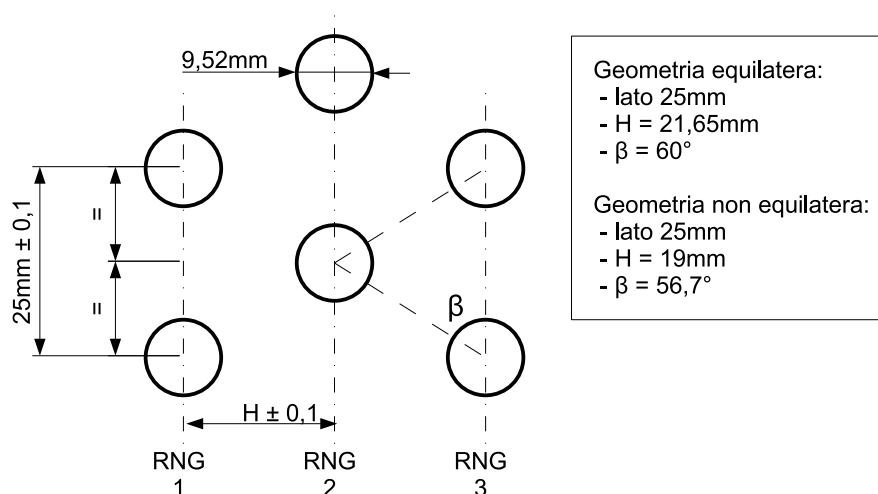 9,52mm
25mm ± 0,1
=
=
β
H ± 0,1
RNG
1
RNG
2
RNG
3
Geometria equilatera:
- lato 25mm
- H = 21,65mm
- β = 60°
Geometria non equilatera:
- lato 25mm
- H = 19mm
- β = 56,7°